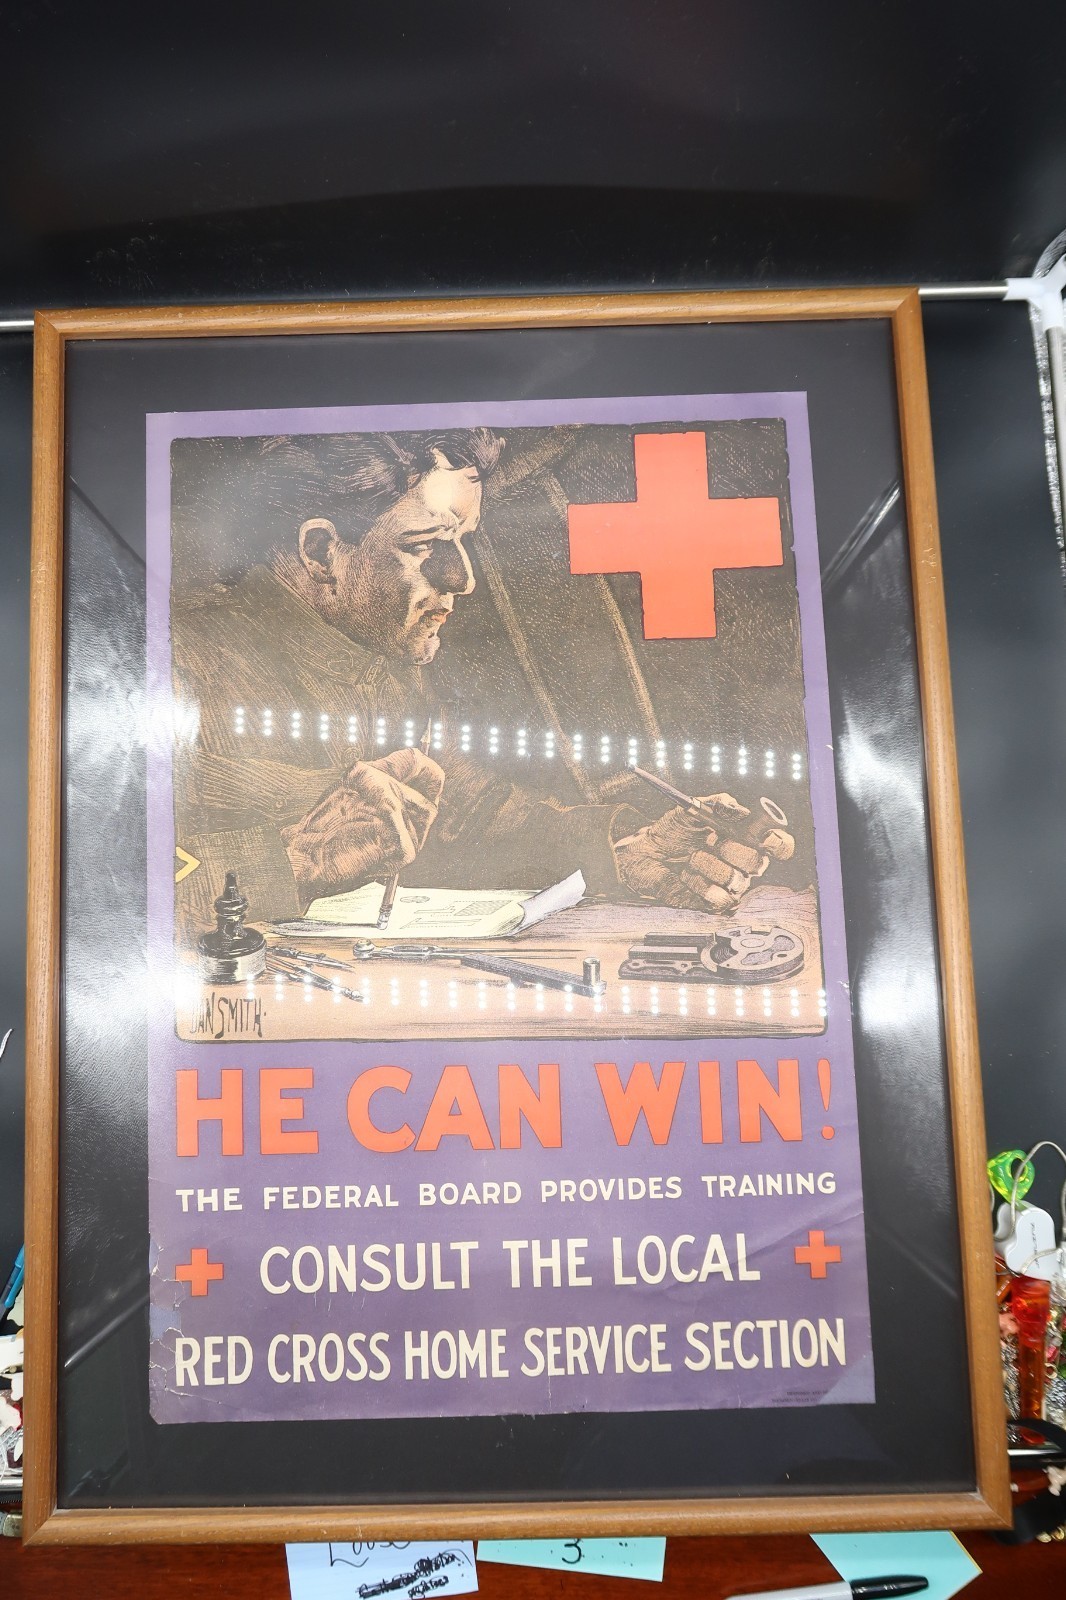 DAN SMITH
HE CAN WIN!
THE FEDERAL BOARD PROVIDES TRAINING
CONSULT THE LOCAL
RED CROSS HOME SERVICE SECTION
3